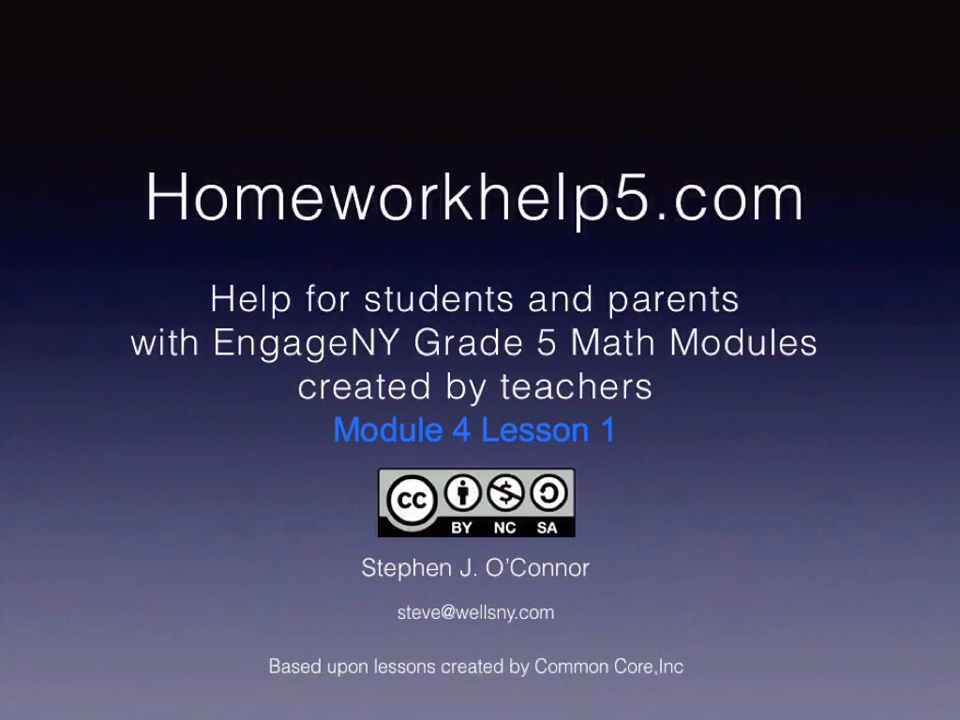 Homeworkhelp5.com
Help for students and parents
with EngageNY Grade 5 Math Modules
created by teachers
Module 4 Lesson 1
cc
BY NC SA
Stephen J. O'Connor
steve@wellsny.com
Based upon lessons created by Common Core,Inc